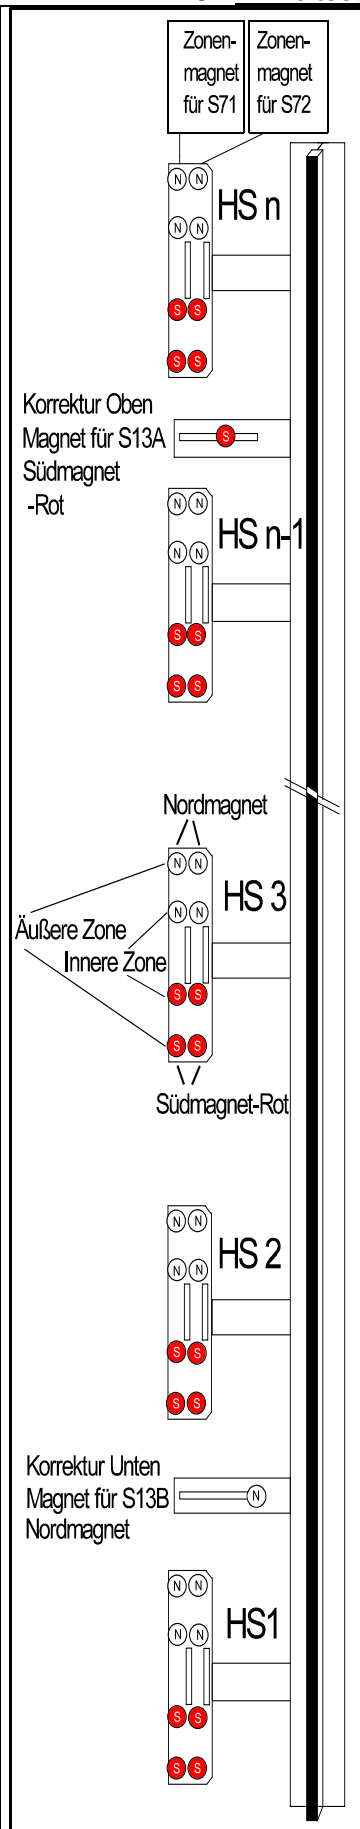 Zonen-
magnet
für S71
Zonen-
magnet
für S72
N N
HS n
N N
S S
S S
Korrektur Oben
Magnet für S13A
Südmagnet
-Rot
S
N N
HS n-1
N N
S S
S S
Nordmagnet
N N
HS 3
N N
Äußere Zone
Innere Zone
S S
S S
Südmagnet-Rot
N N
HS 2
N N
S S
S S
Korrektur Unten
Magnet für S13B
Nordmagnet
N
N N
HS1
N N
S S
S S